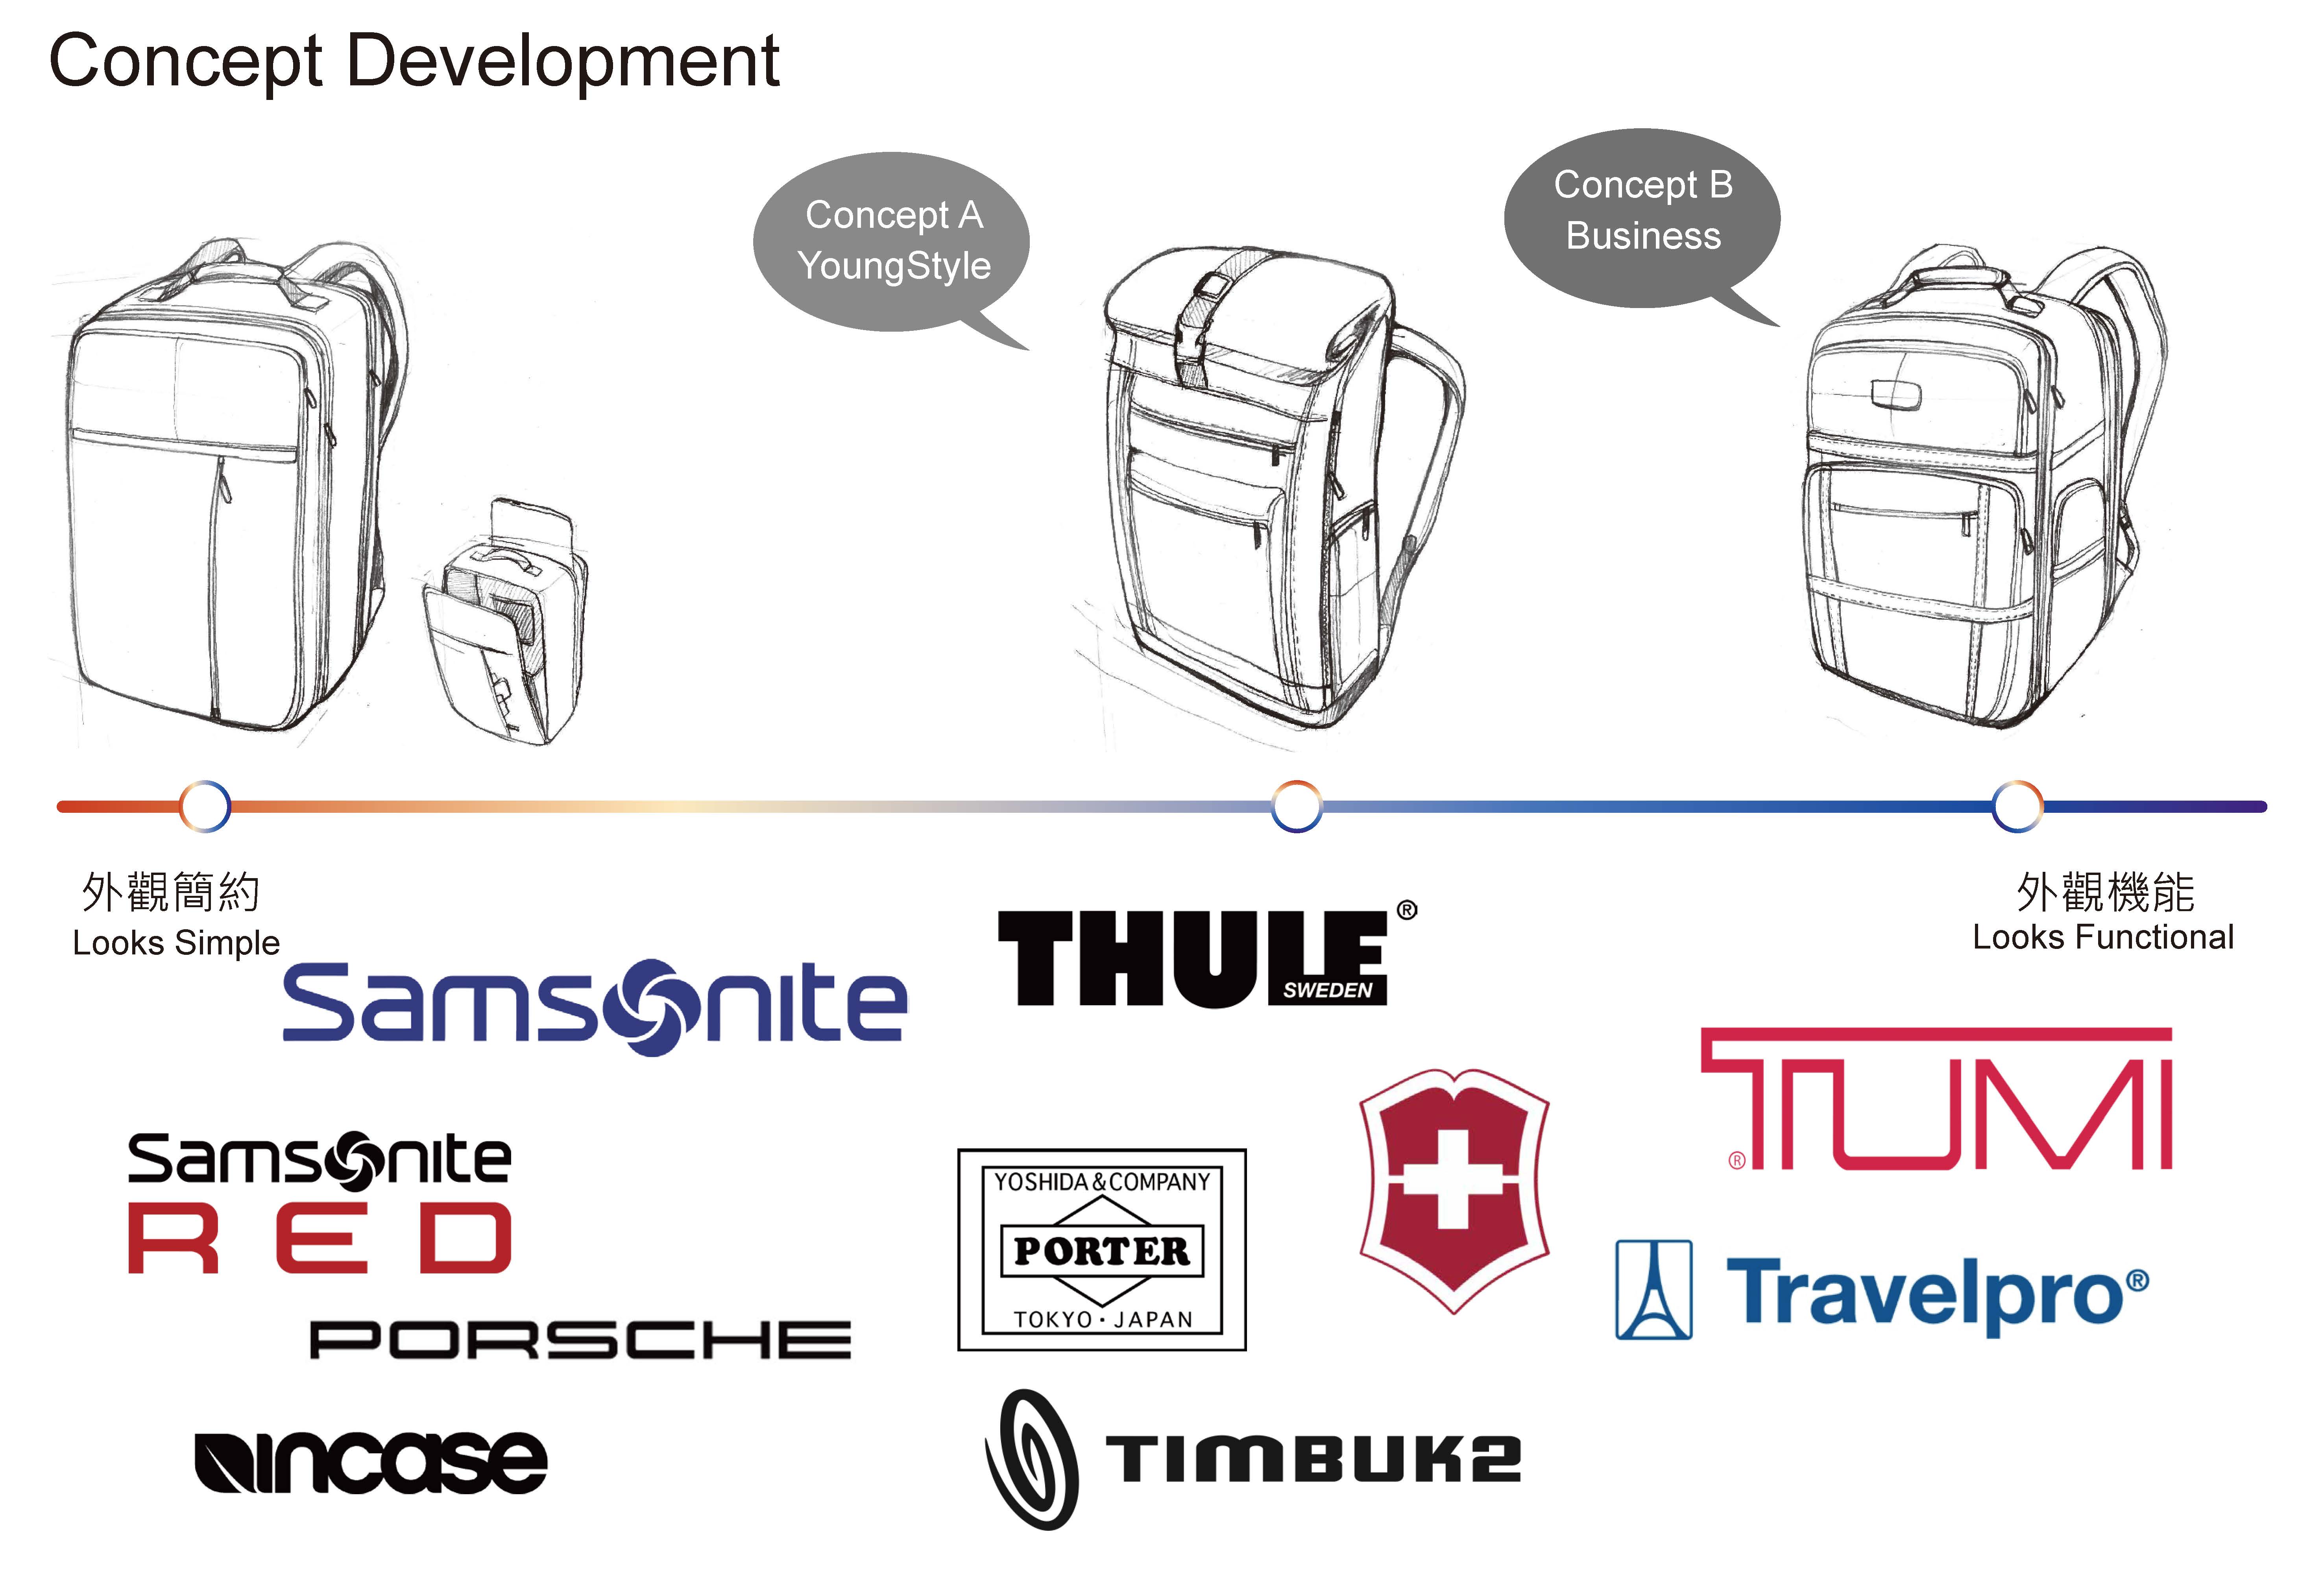 Concept Development
Concept A
YoungStyle
Concept B
Business
外觀簡約
Looks Simple
外觀機能
Looks Functional
Samsonite
THULE®
SWEDEN
TUMI
®
Samsonite
RED
YOSHIDA & COMPANY
PORTER
TOKYO・JAPAN
Travelpro®
PORSCHE
incase
TIMBUK2